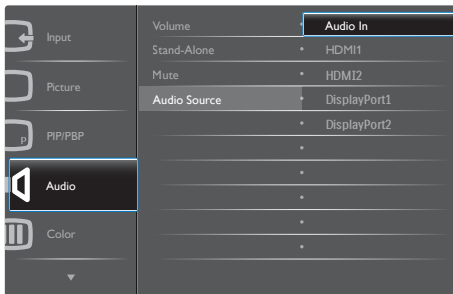 Input
Picture
P
PIP/PBP
Audio
Color
Volume
Stand-Alone
Mute
Audio Source
Audio In
HDMI1
HDMI2
DisplayPort1
DisplayPort2